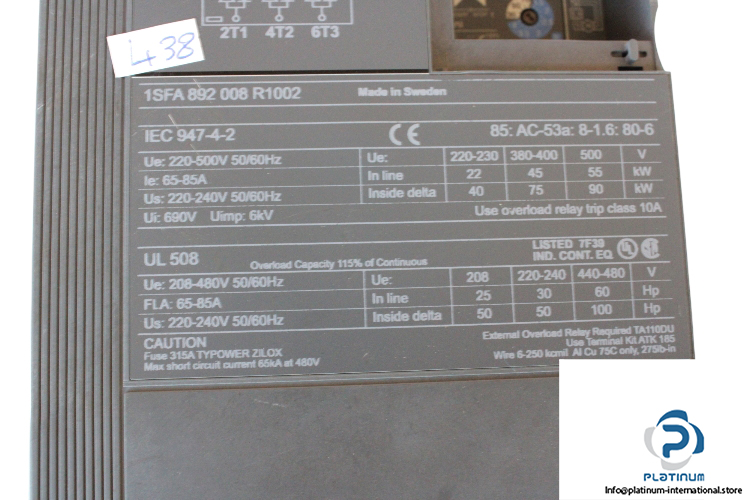 2T1 4T2 6T3
438
1SFA 892 008 R1002 Made in Sweden
IEC 947-4-2 CE 85: AC-53a: 8-1.6: 80-6
Ue: 220-500V 50/60Hz Ue: 220-230 380-400 500 V
Ie: 65-85A In line 22 45 55 kW
Us: 220-240V 50/60Hz Inside delta 40 75 90 kW
Ui: 690V Uimp: 6kV Use overload relay trip class 10A
UL 508 Overload Capacity 115% of Continuous LISTED 7F39
IND. CONT. EQ. UL
Ue: 208-480V 50/60Hz Ue: 208 220-240 440-480 V
FLA: 65-85A In line 25 30 60 Hp
Us: 220-240V 50/60Hz Inside delta 50 50 100 Hp
CAUTION External Overload Relay Required TA110DU
Fuse 315A TYPOWER ZILOX Use Terminal Kit ATK 185
Max short circuit current 65kA at 480V Wire 6-250 kcmil Al Cu 75C only, 275lb-in
PLATINUM
Info@platinum-international.store